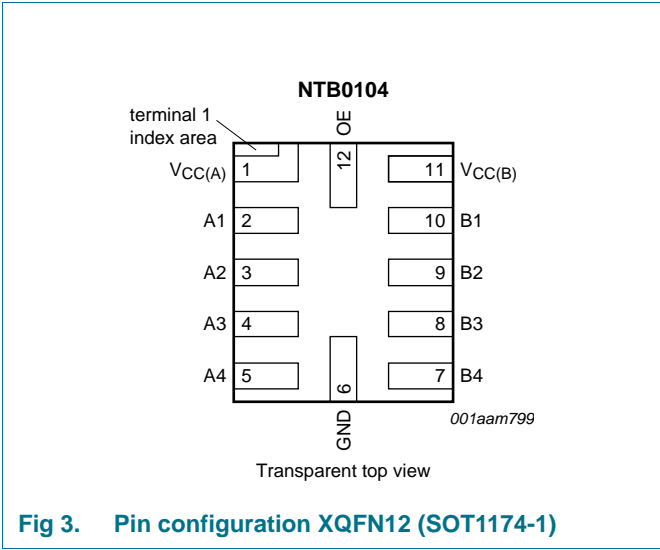 NTB0104
terminal 1
index area
OE
12
VCC(A) 1 11 VCC(B)
A1 2 10 B1
A2 3 9 B2
A3 4 8 B3
A4 5 7 B4
6
GND
001aam799
Transparent top view
Fig 3. Pin configuration XQFN12 (SOT1174-1)